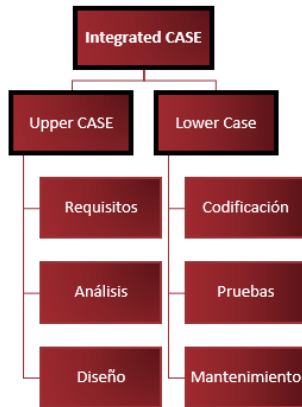 Integrated CASE
Upper CASE
Lower Case
Requisitos
Codificación
Análisis
Pruebas
Diseño
Mantenimiento